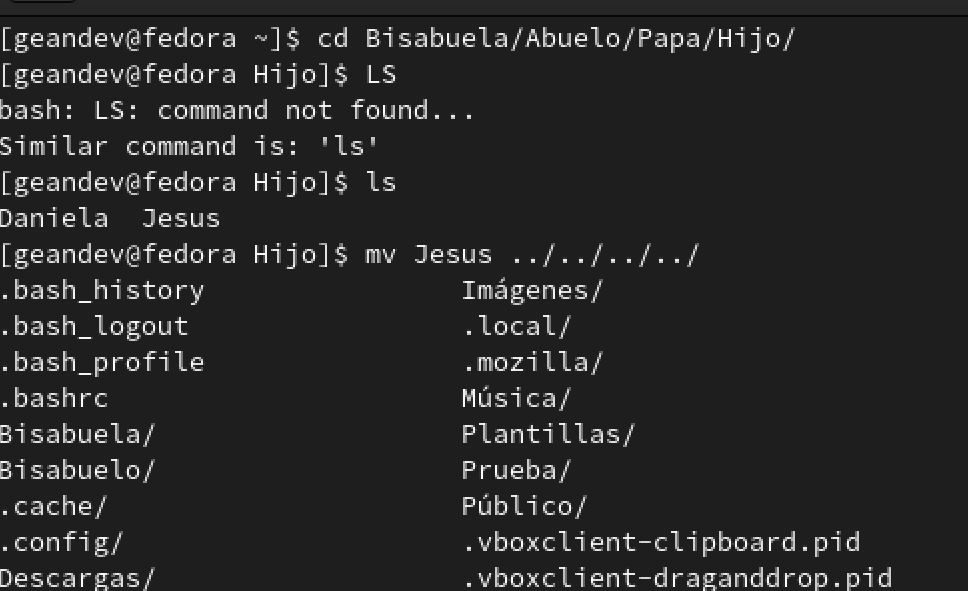 [geandev@fedora ~]$ cd Bisabuela/Abuelo/Papa/Hijo/
[geandev@fedora Hijo]$ LS
bash: LS: command not found...
Similar command is: 'ls'
[geandev@fedora Hijo]$ ls
Daniela  Jesus
[geandev@fedora Hijo]$ mv Jesus ../../../../
.bash_history                Imágenes/
.bash_logout                 .local/
.bash_profile                .mozilla/
.bashrc                      Música/
Bisabuela/                   Plantillas/
Bisabuelo/                   Prueba/
.cache/                      Público/
.config/                     .vboxclient-clipboard.pid
Descargas/                   .vboxclient-draganddrop.pid